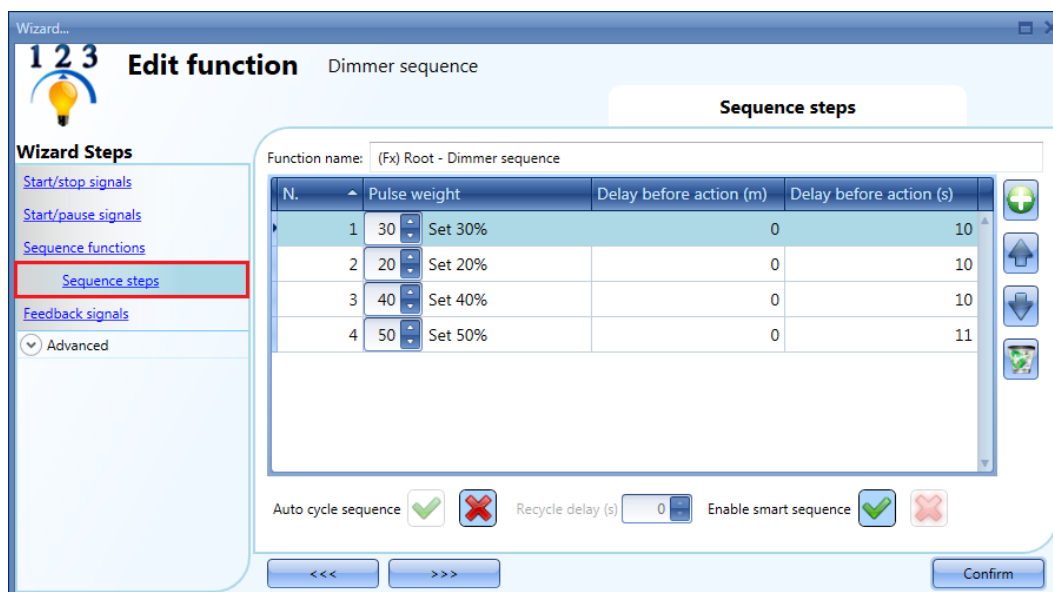 Wizard...
1 2 3
Edit function Dimmer sequence
Sequence steps
Wizard Steps
Start/stop signals
Start/pause signals
Sequence functions
Sequence steps
Feedback signals
Advanced
Function name: (Fx) Root - Dimmer sequence
N. Pulse weight Delay before action (m) Delay before action (s)
1 30 Set 30% 0 10
2 20 Set 20% 0 10
3 40 Set 40% 0 10
4 50 Set 50% 0 11
Auto cycle sequence Recycle delay (s) 0 Enable smart sequence
<<< >>> Confirm